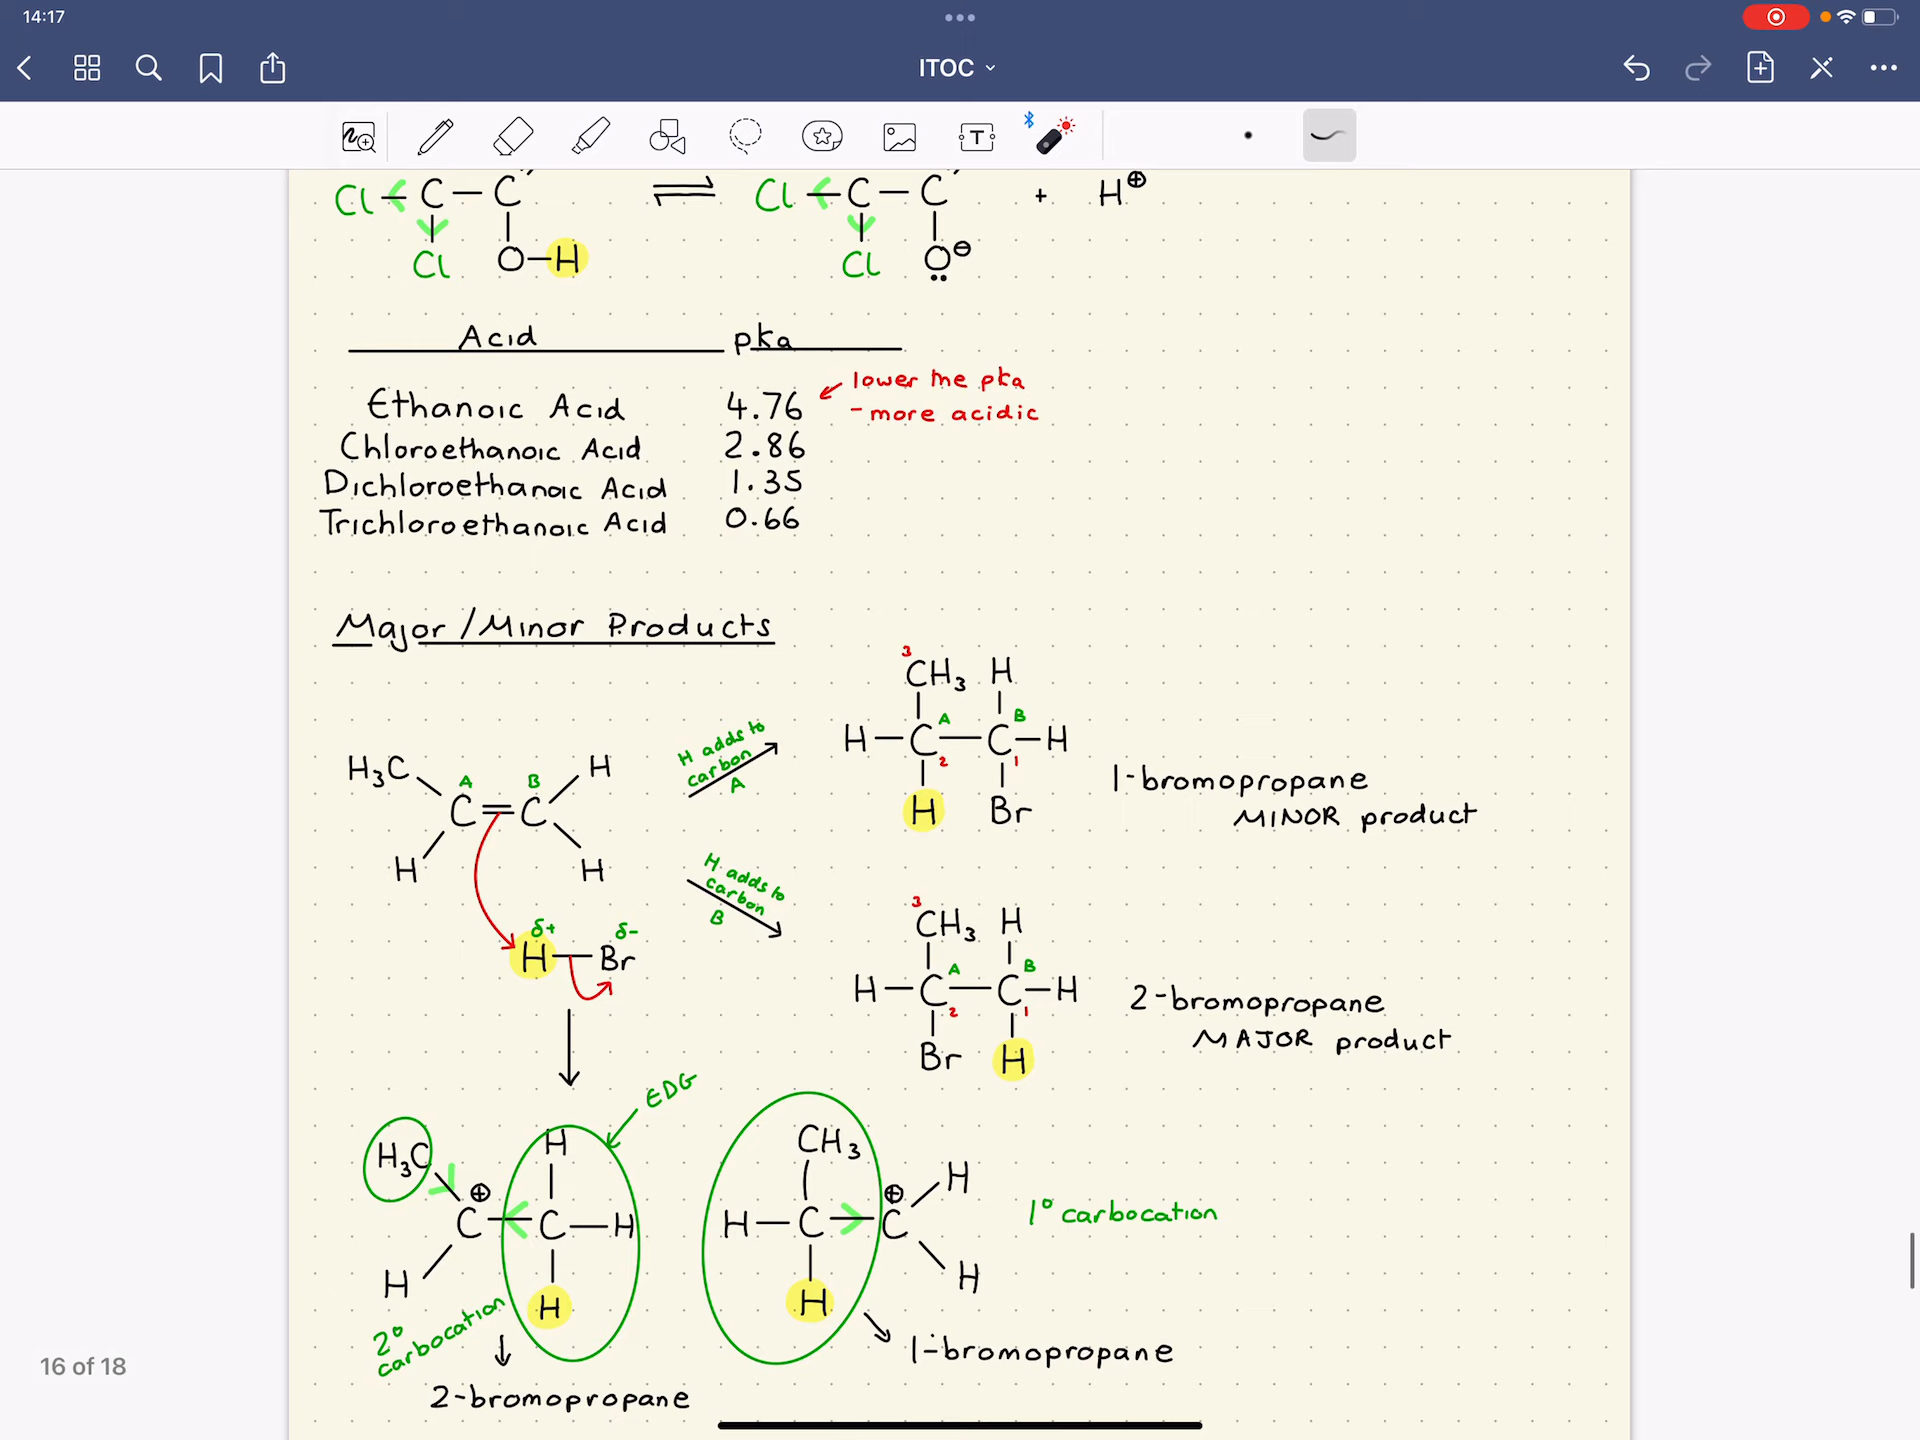 14:17
ITOC
T
Cl C — C ⇌ Cl C — C + H⊕
Cl O–H Cl O⊖
Acid pka
Ethanoic Acid 4.76
lower the pka
- more acidic
Chloroethanoic Acid 2.86
Dichloroethanoic Acid 1.35
Trichloroethanoic Acid 0.66
Major/Minor Products
3
CH₃ H
H adds to
carbon
A
A B
H — C — C — H
2 1
H Br
1-bromopropane
MINOR product
H₃C A B H
C = C
H H
δ+ δ-
H — Br
H adds to
carbon
B
3
CH₃ H
A B
H — C — C — H
2 1
Br H
2-bromopropane
MAJOR product
EDG
H₃C H
⊕
C — C — H
H H
2° carbocation
2-bromopropane
CH₃
⊕ H
H — C — C
H H
1° carbocation
1-bromopropane
16 of 18